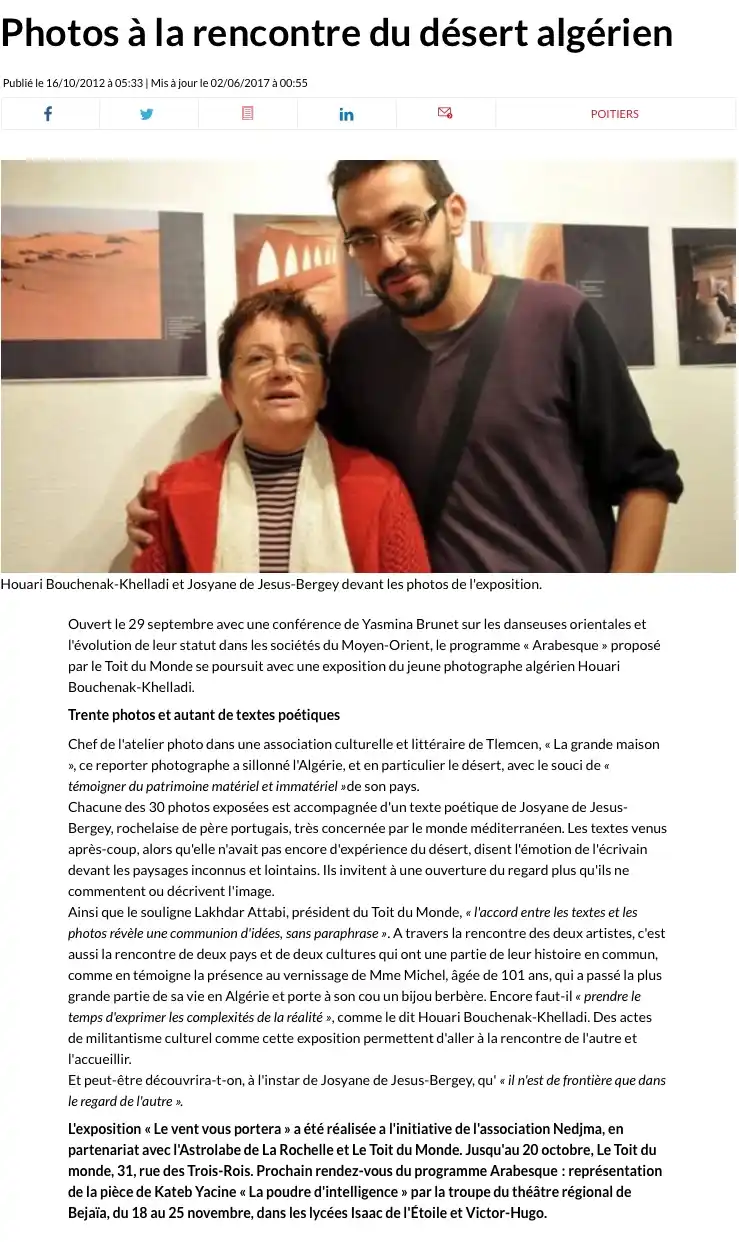 Photos à la rencontre du désert algérien
Publié le 16/10/2012 à 05:33 | Mis à jour le 02/06/2017 à 00:55
POITIERS
Houari Bouchenak-Khelladi et Josyane de Jesus-Bergey devant les photos de l'exposition.
Ouvert le 29 septembre avec une conférence de Yasmina Brunet sur les danseuses orientales et
l'évolution de leur statut dans les sociétés du Moyen-Orient, le programme « Arabesque » proposé
par le Toit du Monde se poursuit avec une exposition du jeune photographe algérien Houari
Bouchenak-Khelladi.
Trente photos et autant de textes poétiques
Chef de l'atelier photo dans une association culturelle et littéraire de Tlemcen, « La grande maison
», ce reporter photographe a sillonné l'Algérie, et en particulier le désert, avec le souci de «
témoigner du patrimoine matériel et immatériel »de son pays.
Chacune des 30 photos exposées est accompagnée d'un texte poétique de Josyane de Jesus-
Bergey, rochelaise de père portugais, très concernée par le monde méditerranéen. Les textes venus
après-coup, alors qu'elle n'avait pas encore d'expérience du désert, disent l'émotion de l'écrivain
devant les paysages inconnus et lointains. Ils invitent à une ouverture du regard plus qu'ils ne
commentent ou décrivent l'image.
Ainsi que le souligne Lakhdar Attabi, président du Toit du Monde, « l'accord entre les textes et les
photos révèle une communion d'idées, sans paraphrase ». A travers la rencontre des deux artistes, c'est
aussi la rencontre de deux pays et de deux cultures qui ont une partie de leur histoire en commun,
comme en témoigne la présence au vernissage de Mme Michel, âgée de 101 ans, qui a passé la plus
grande partie de sa vie en Algérie et porte à son cou un bijou berbère. Encore faut-il « prendre le
temps d'exprimer les complexités de la réalité », comme le dit Houari Bouchenak-Khelladi. Des actes
de militantisme culturel comme cette exposition permettent d'aller à la rencontre de l'autre et
l'accueillir.
Et peut-être découvrira-t-on, à l'instar de Josyane de Jesus-Bergey, qu' « il n'est de frontière que dans
le regard de l'autre ».
L'exposition « Le vent vous portera » a été réalisée a l'initiative de l'association Nedjma, en
partenariat avec l'Astrolabe de La Rochelle et Le Toit du Monde. Jusqu'au 20 octobre, Le Toit du
monde, 31, rue des Trois-Rois. Prochain rendez-vous du programme Arabesque : représentation
de la pièce de Kateb Yacine « La poudre d'intelligence » par la troupe du théâtre régional de
Bejaïa, du 18 au 25 novembre, dans les lycées Isaac de l'Étoile et Victor-Hugo.